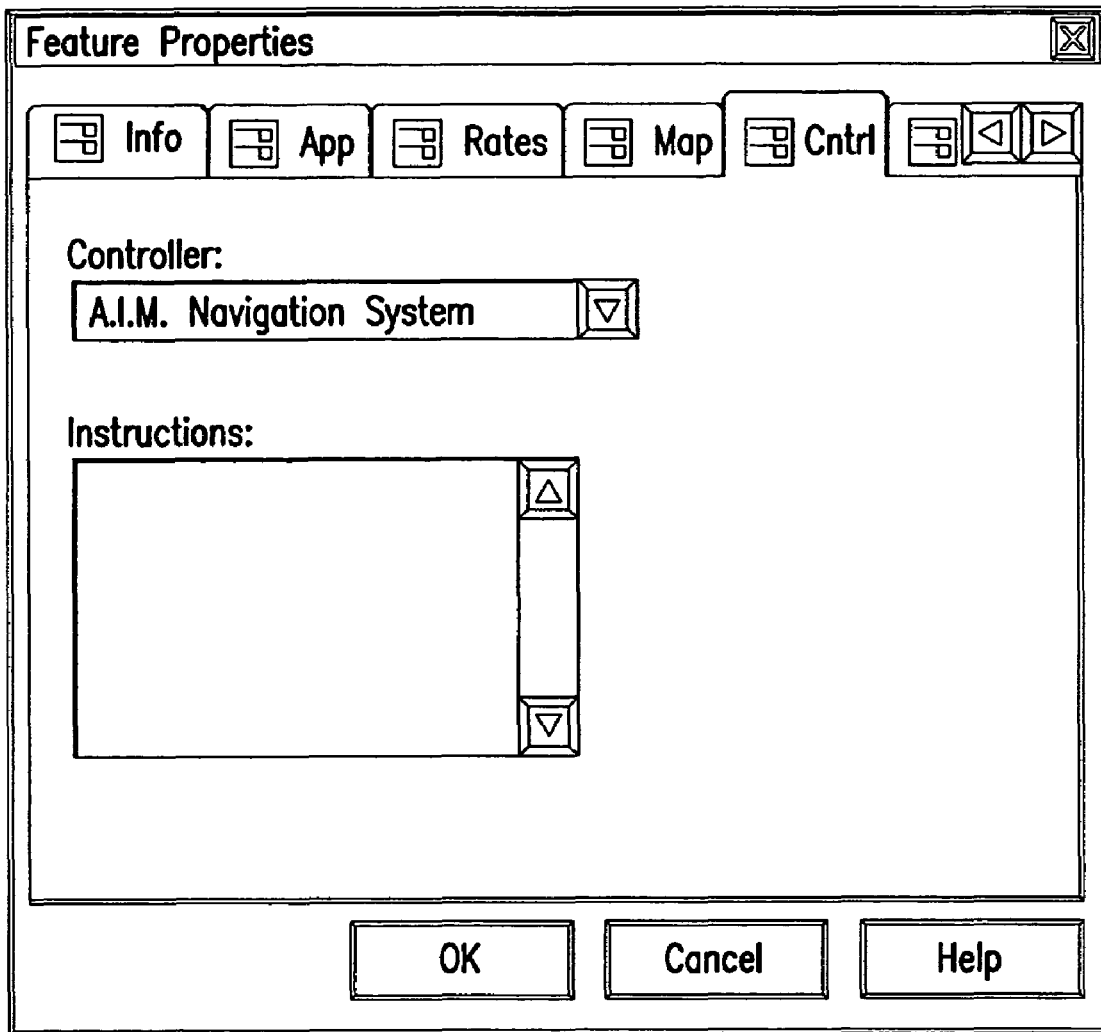 Feature Properties
Info App Rates Map Cntrl
Controller:
A.I.M. Navigation System
Instructions:
OK Cancel Help